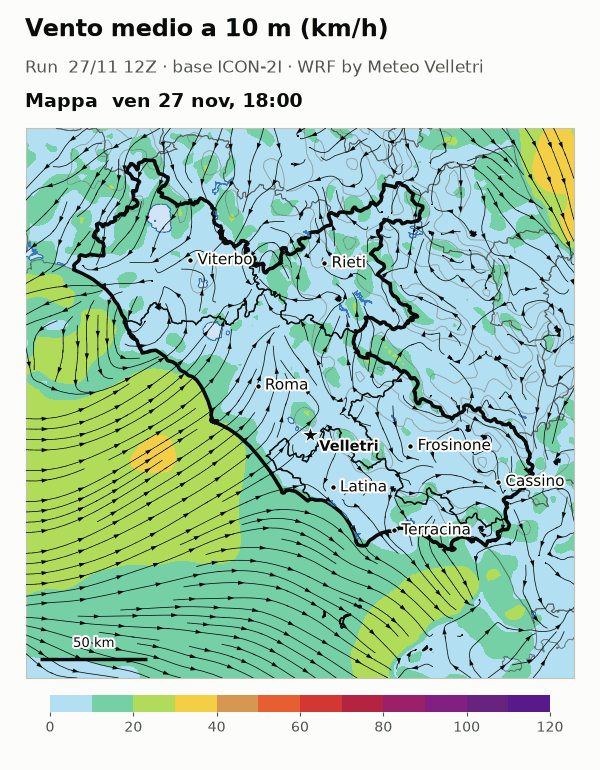 Vento medio a 10 m (km/h)
Run 27/11 12Z · base ICON-2I · WRF by Meteo Velletri
Mappa ven 27 nov, 18:00
Viterbo
Rieti
Roma
Velletri
Frosinone
Cassino
Latina
Terracina
50 km
0 20 40 60 80 100 120